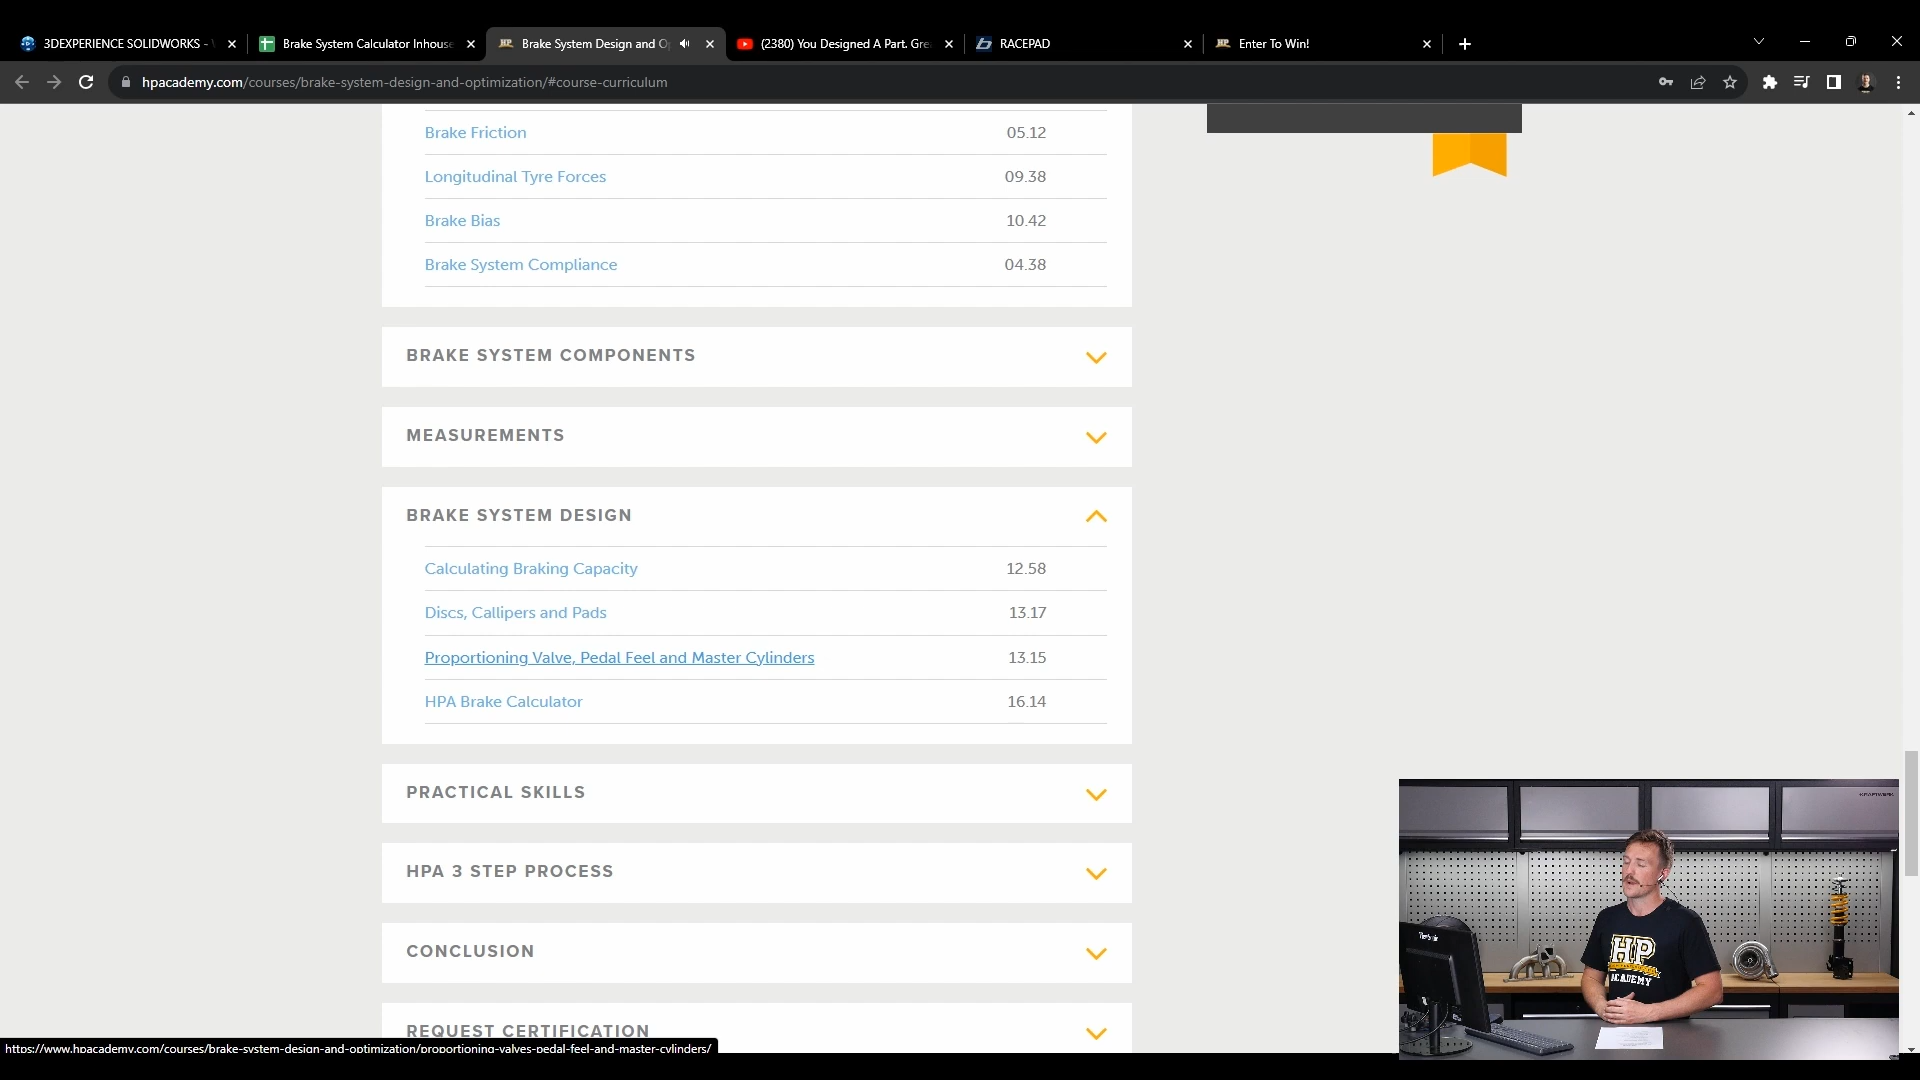 3DEXPERIENCE SOLIDWORKS -
Brake System Calculator Inhouse
Brake System Design and O
(2380) You Designed A Part. Gre
RACEPAD
Enter To Win!
hpacademy.com/courses/brake-system-design-and-optimization/#course-curriculum
Brake Friction 05.12
Longitudinal Tyre Forces 09.38
Brake Bias 10.42
Brake System Compliance 04.38
BRAKE SYSTEM COMPONENTS
MEASUREMENTS
BRAKE SYSTEM DESIGN
Calculating Braking Capacity 12.58
Discs, Callipers and Pads 13.17
Proportioning Valve, Pedal Feel and Master Cylinders 13.15
HPA Brake Calculator 16.14
PRACTICAL SKILLS
HPA 3 STEP PROCESS
CONCLUSION
REQUEST CERTIFICATION
https://www.hpacademy.com/courses/brake-system-design-and-optimization/proportioning-valves-pedal-feel-and-master-cylinders/
KRAFTWERK
ViewSonic
HP
ACADEMY